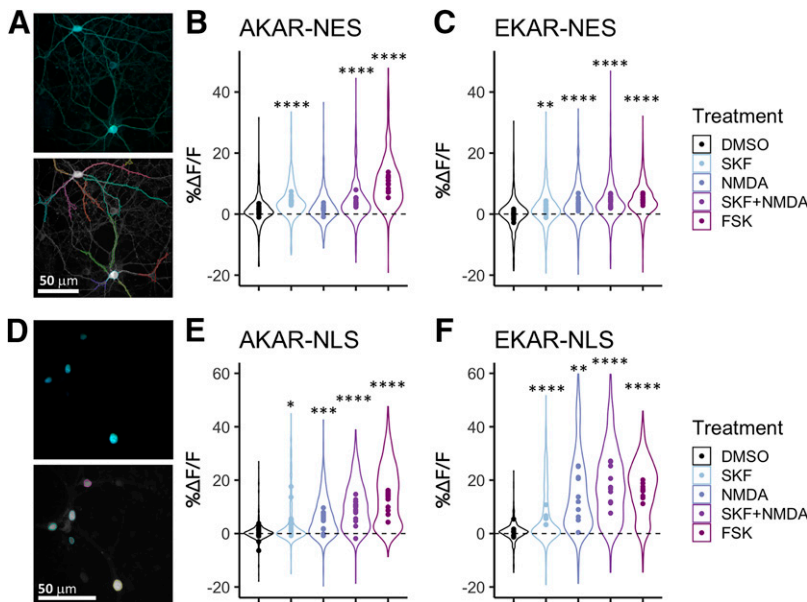 A
50 μm
B
AKAR-NES
****
****
****
40
20
0
-20
%ΔF/F
C
EKAR-NES
**
****
****
****
40
20
0
-20
%ΔF/F
Treatment
DMSO
SKF
NMDA
SKF+NMDA
FSK
D
50 μm
E
AKAR-NLS
*
***
****
****
60
40
20
0
-20
%ΔF/F
F
EKAR-NLS
****
**
****
****
60
40
20
0
-20
%ΔF/F
Treatment
DMSO
SKF
NMDA
SKF+NMDA
FSK